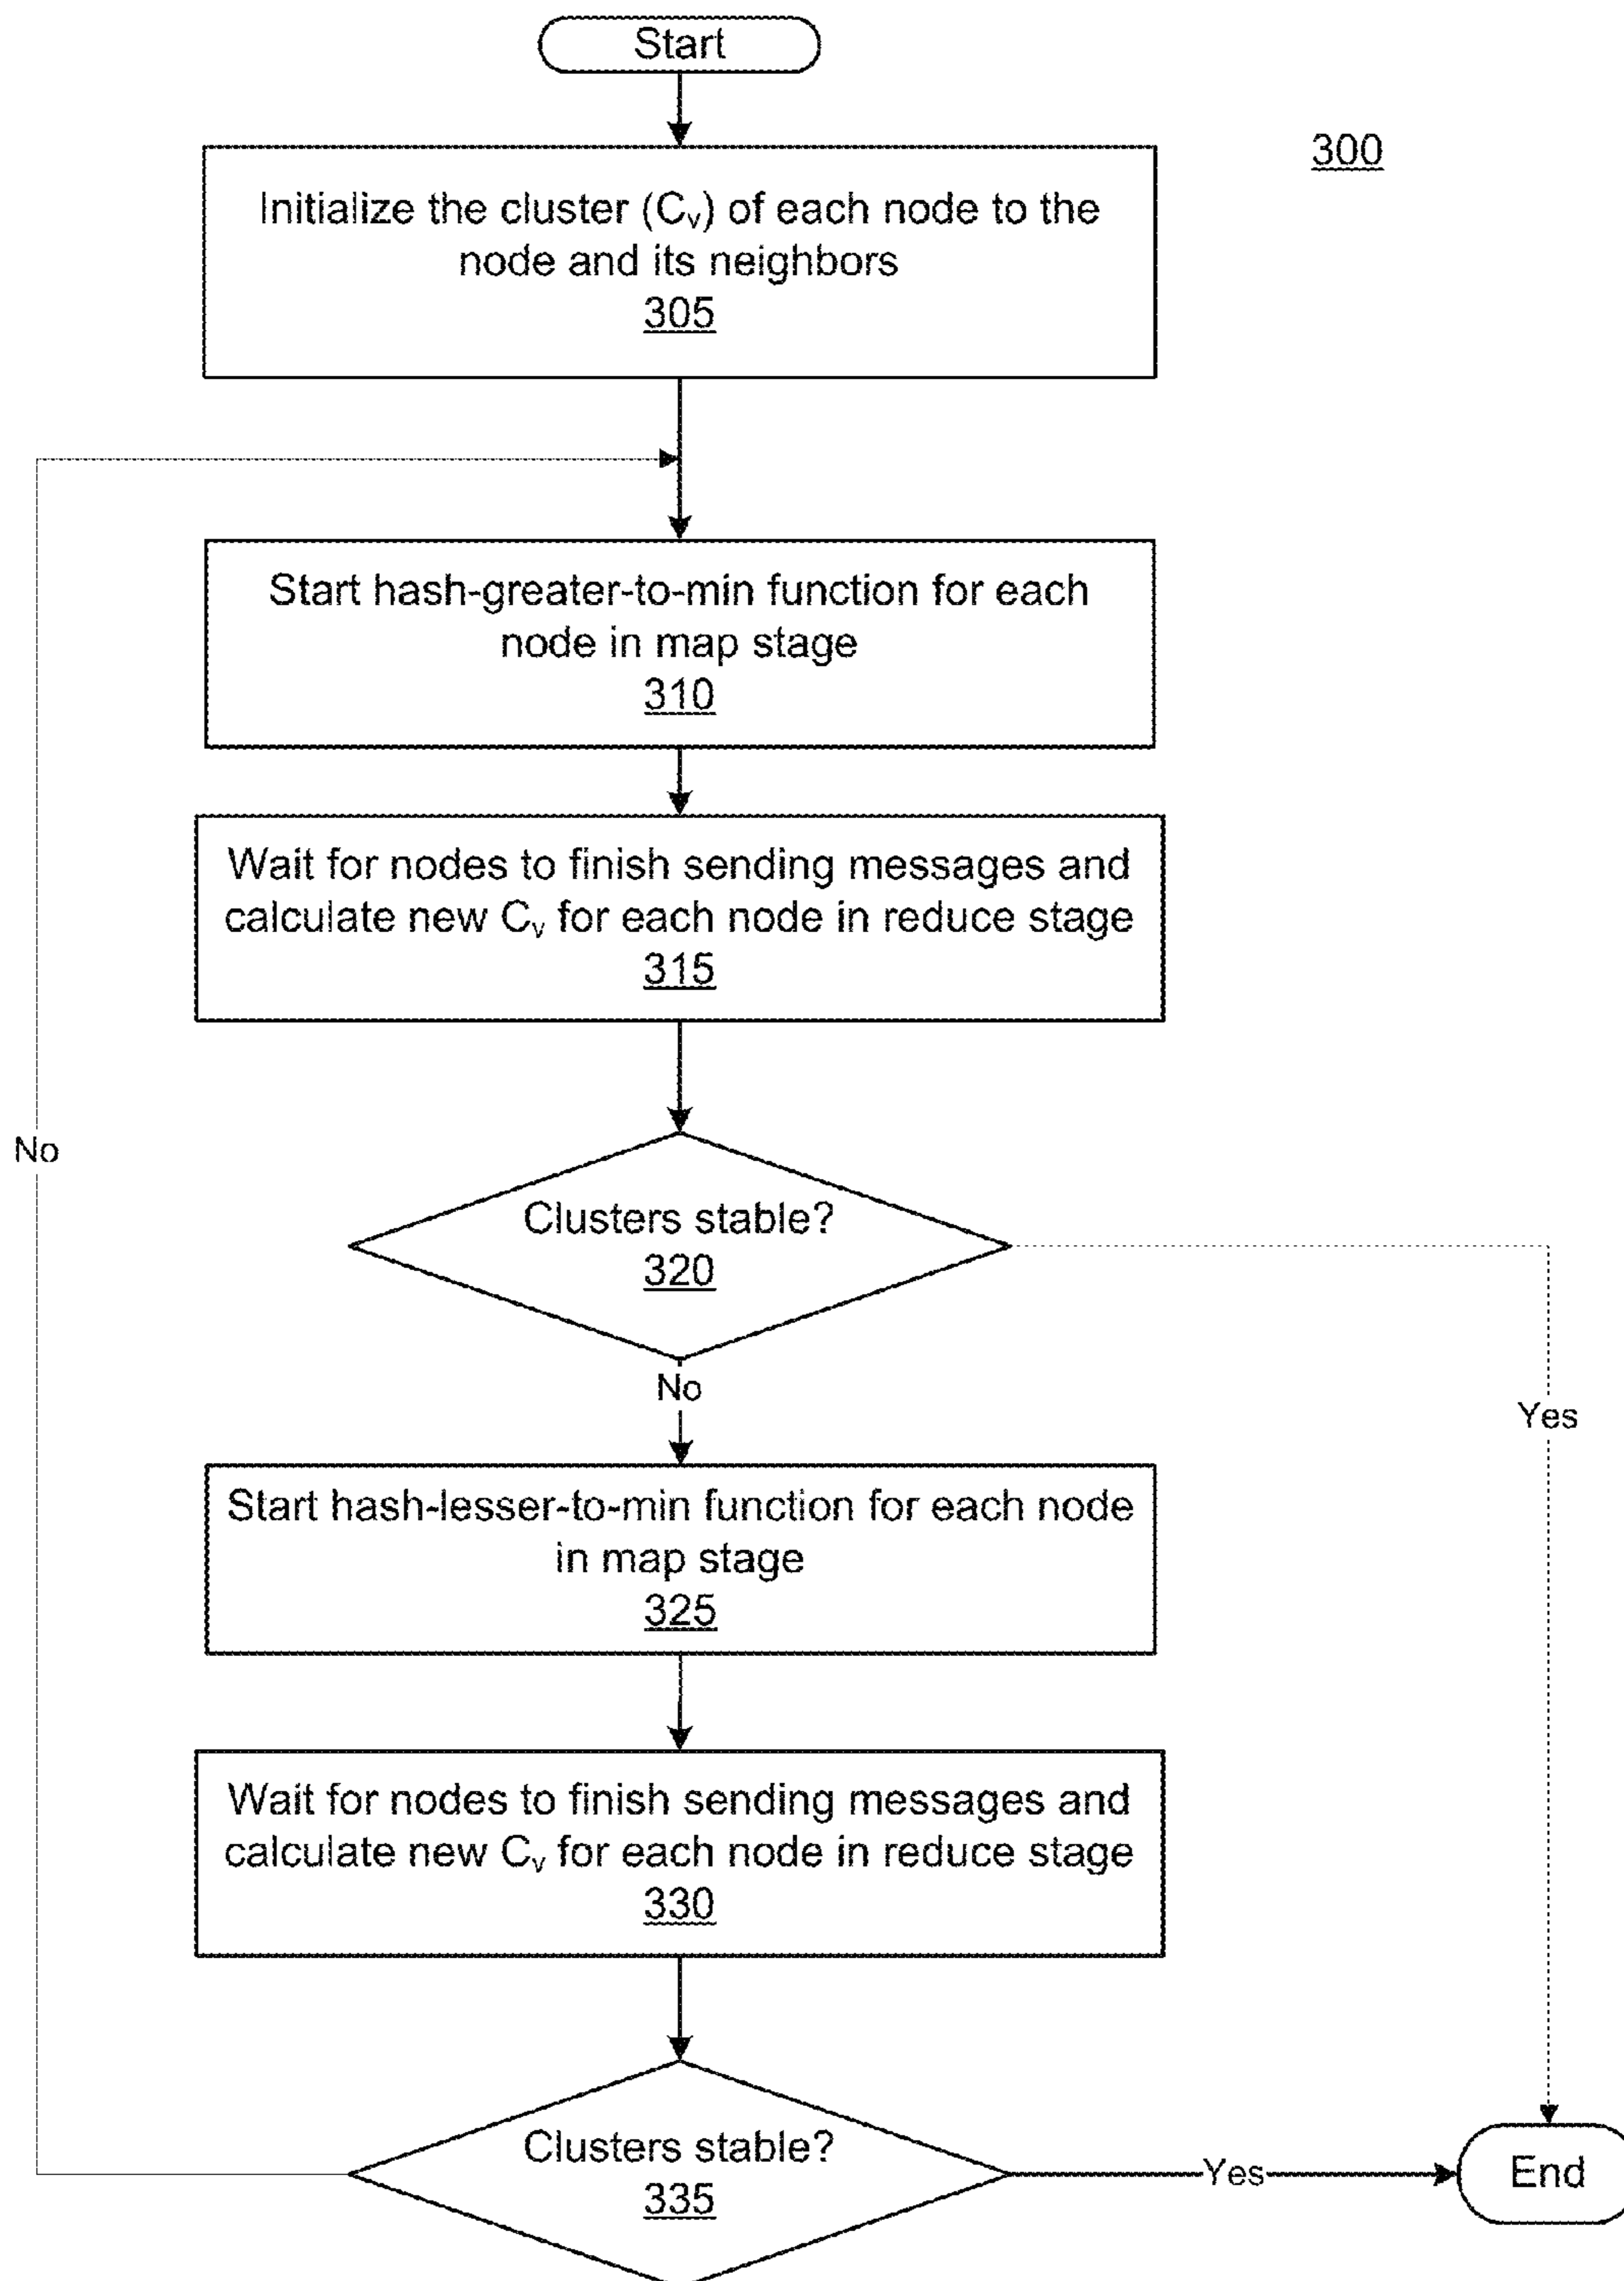 Start
300
Initialize the cluster (Cᵥ) of each node to the
node and its neighbors
305
Start hash-greater-to-min function for each
node in map stage
310
Wait for nodes to finish sending messages and
calculate new Cᵥ for each node in reduce stage
315
No
Clusters stable?
320
No
Yes
Start hash-lesser-to-min function for each node
in map stage
325
Wait for nodes to finish sending messages and
calculate new Cᵥ for each node in reduce stage
330
Clusters stable?
335
Yes
End